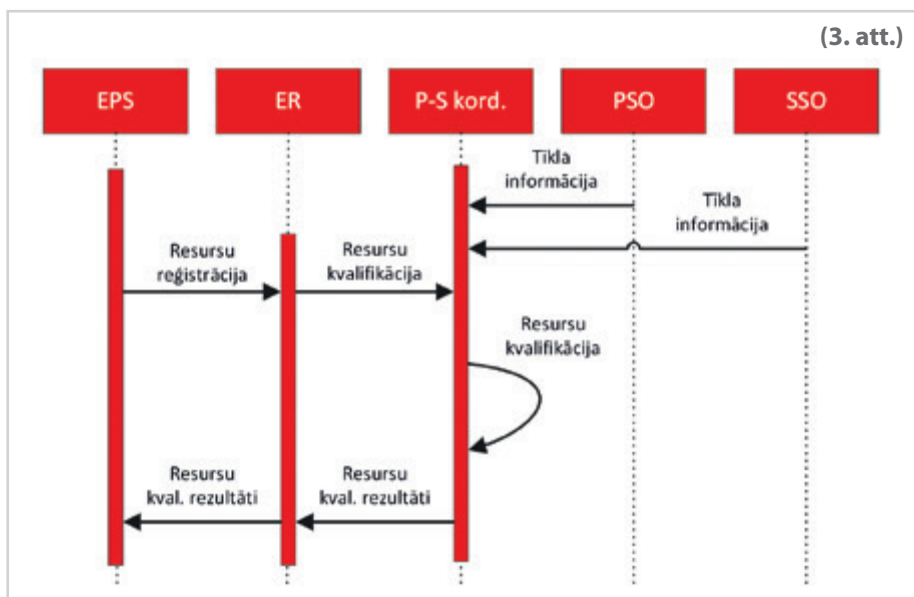 (3. att.)
EPS
ER
P-S kord.
PSO
SSO
Tīkla
informācija
Tīkla
informācija
Resursu
reģistrācija
Resursu
kvalifikācija
Resursu
kvalifikācija
Resursu
kval. rezultāti
Resursu
kval. rezultāti